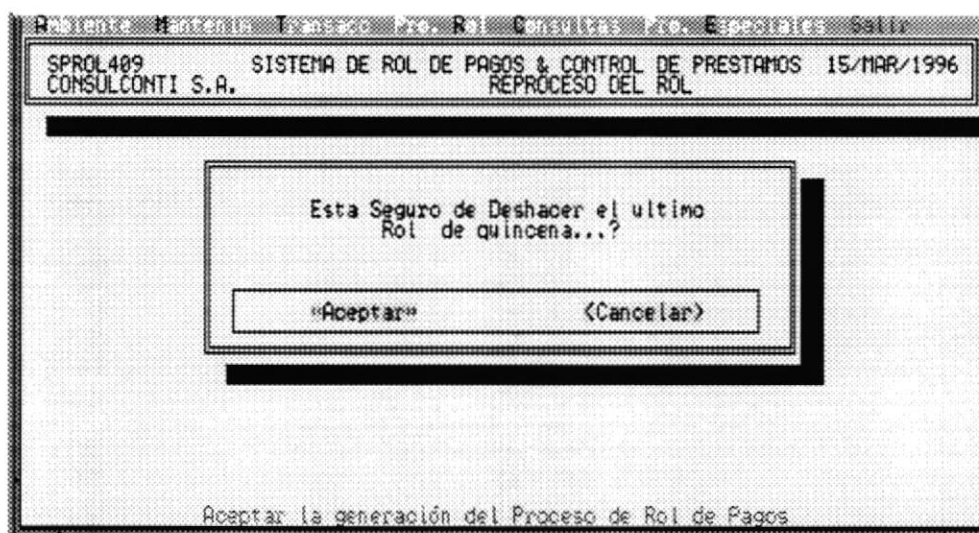 Ambiente Mantenim Transacc Pro. Rol Consultas Pro. Especiales Salir
SPROL409 SISTEMA DE ROL DE PAGOS & CONTROL DE PRESTAMOS 15/MAR/1996
CONSULCONTI S.A. REPROCESO DEL ROL
Esta Seguro de Deshacer el ultimo
Rol de quincena...?
«Aceptar» <Cancelar>
Aceptar la generación del Proceso de Rol de Pagos